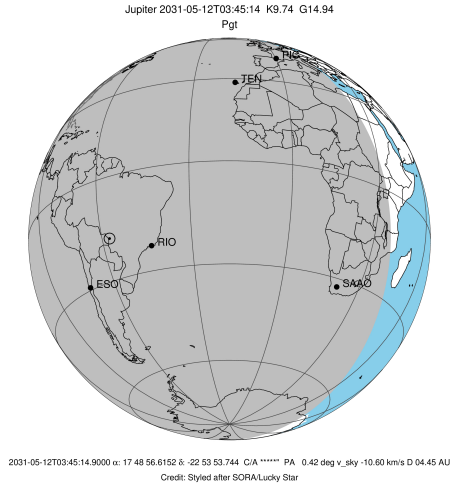 Jupiter 2031-05-12T03:45:14 K9.74 G14.94
Pgt
PIC
TEN
RIO
ESO
SAAO
2031-05-12T03:45:14.9000 α: 17 48 56.6152 δ: -22 53 53.744 C/A *****" PA 0.42 deg v_sky -10.60 km/s D 04.45 AU
Credit: Styled after SORA/Lucky Star